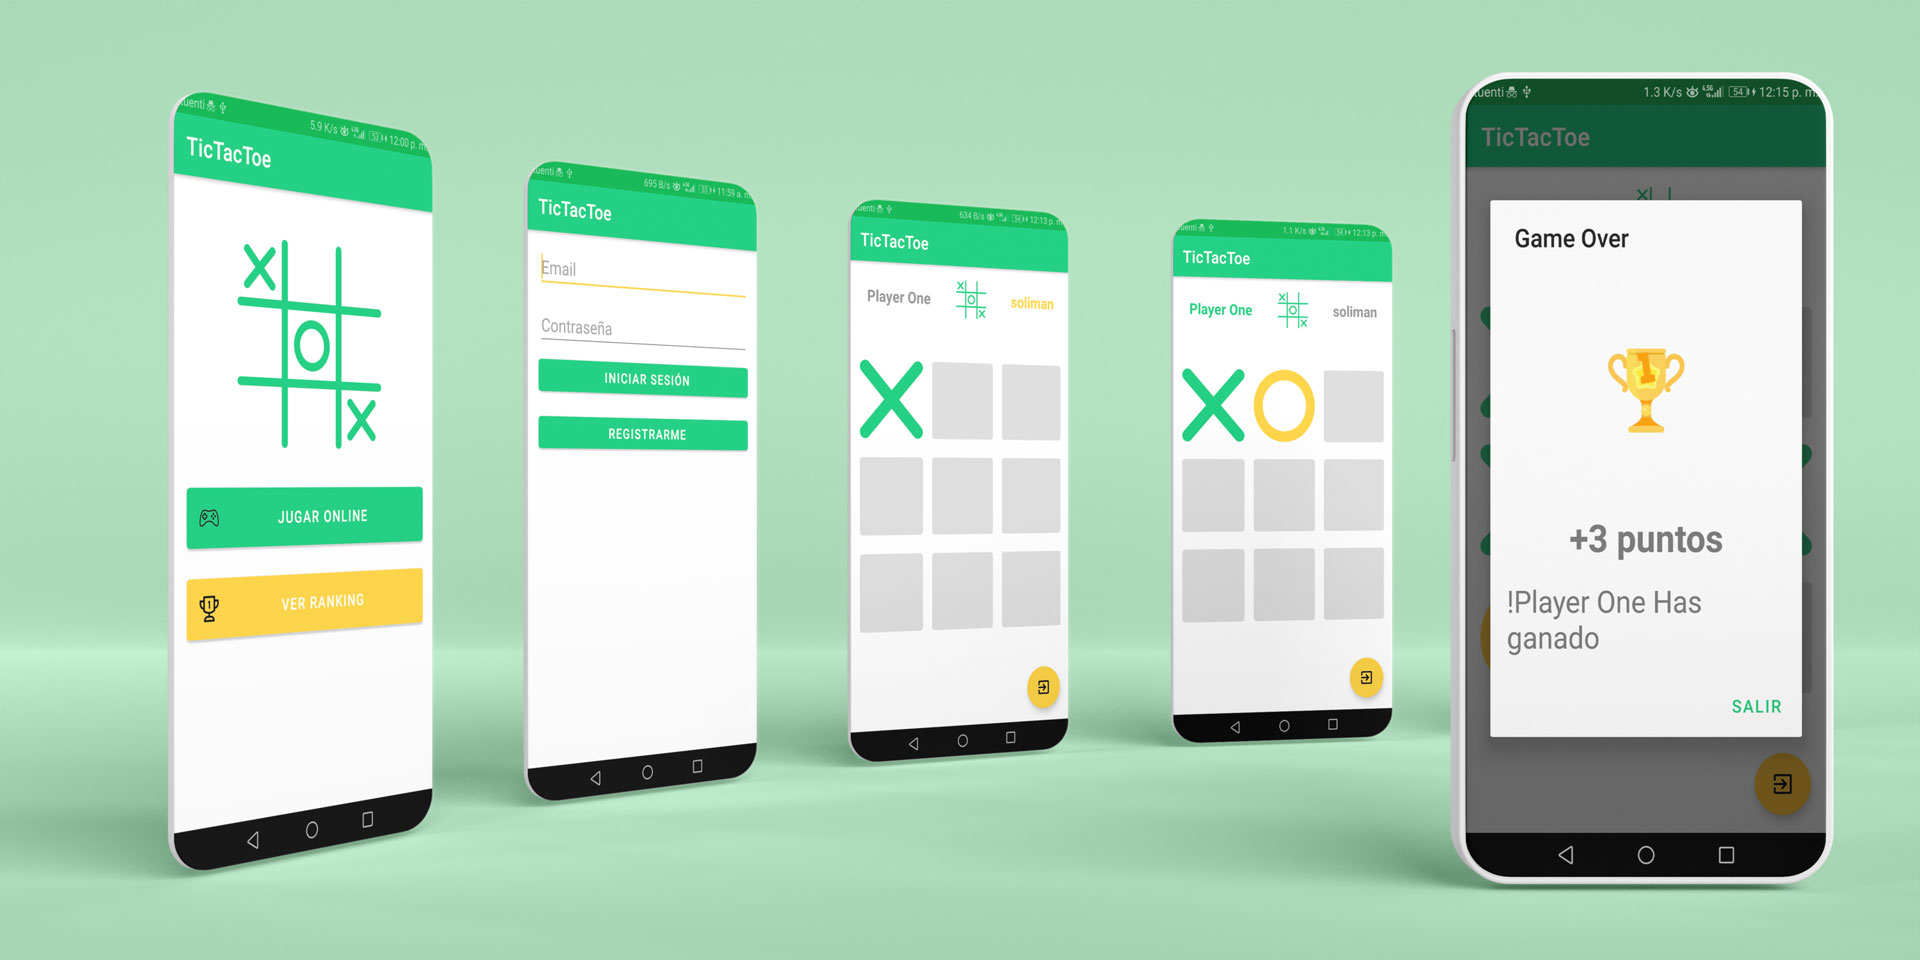 uenti
5.9 K/s 53 12:00 p. m
TicTacToe
JUGAR ONLINE
VER RANKING
uenti
695 B/s 53 11:59 a. m
TicTacToe
Email
Contraseña
INICIAR SESIÓN
REGISTRARME
uenti
634 B/s 54 12:13 p. m
TicTacToe
Player One
soliman
uenti
1.1 K/s 54 12:13 p. m
TicTacToe
Player One
soliman
uenti
1.3 K/s 54 12:15 p. m
TicTacToe
Game Over
1
+3 puntos
!Player One Has
ganado
SALIR